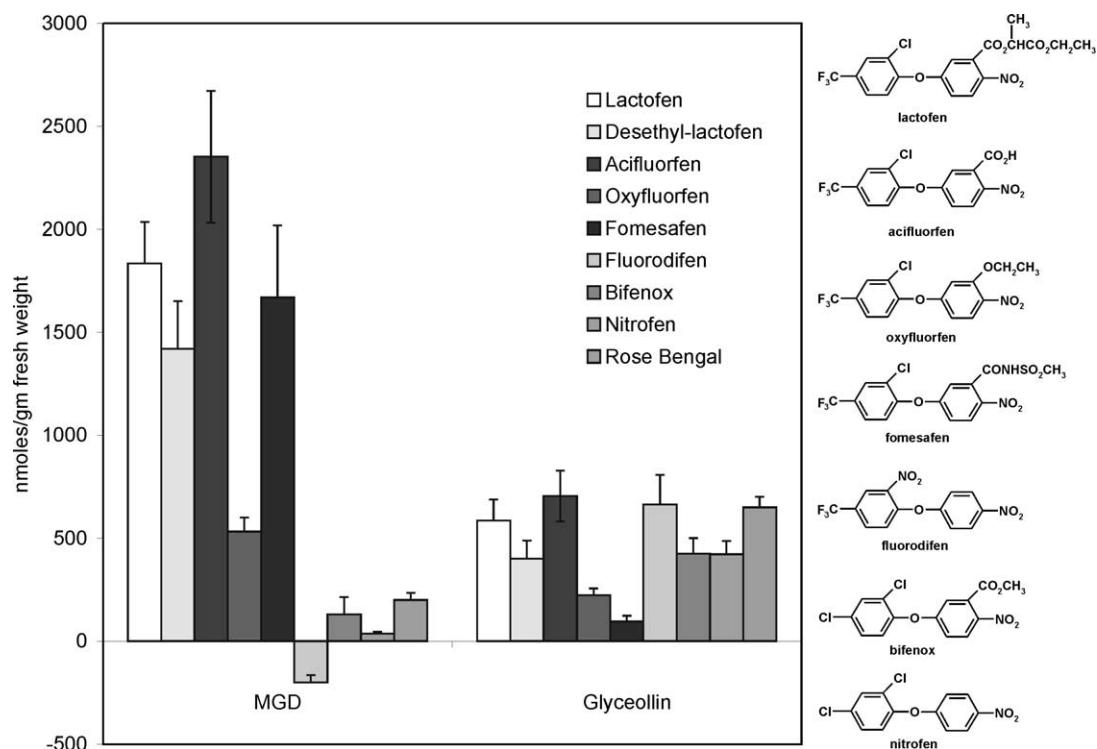 3000
2500
2000
1500
1000
500
0
-500
nmoles/gm fresh weight
MGD
Glyceollin
Lactofen
Desethyl-lactofen
Acifluorfen
Oxyfluorfen
Fomesafen
Fluorodifen
Bifenox
Nitrofen
Rose Bengal
CH₃
Cl
CO₂CHCO₂CH₂CH₃
F₃C
O
NO₂
lactofen
Cl
CO₂H
F₃C
O
NO₂
acifluorfen
Cl
OCH₂CH₃
F₃C
O
NO₂
oxyfluorfen
Cl
CONHSO₂CH₃
F₃C
O
NO₂
fomesafen
NO₂
F₃C
O
NO₂
fluorodifen
Cl
CO₂CH₃
Cl
O
NO₂
bifenox
Cl
Cl
O
NO₂
nitrofen